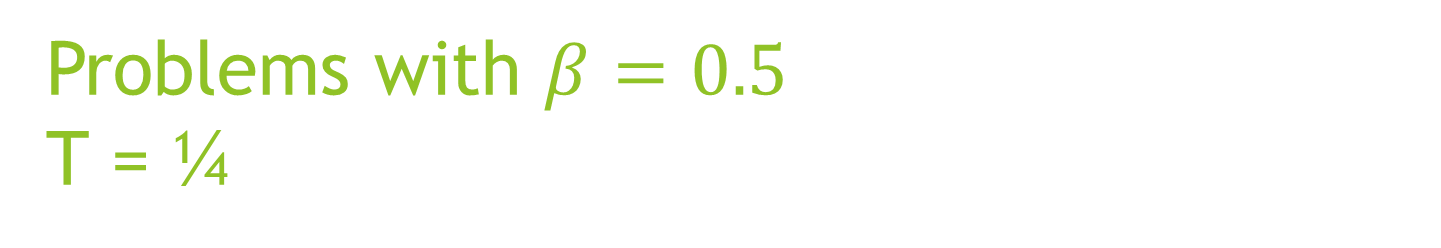 Problems with 𝛽 = 0.5
T = ¼